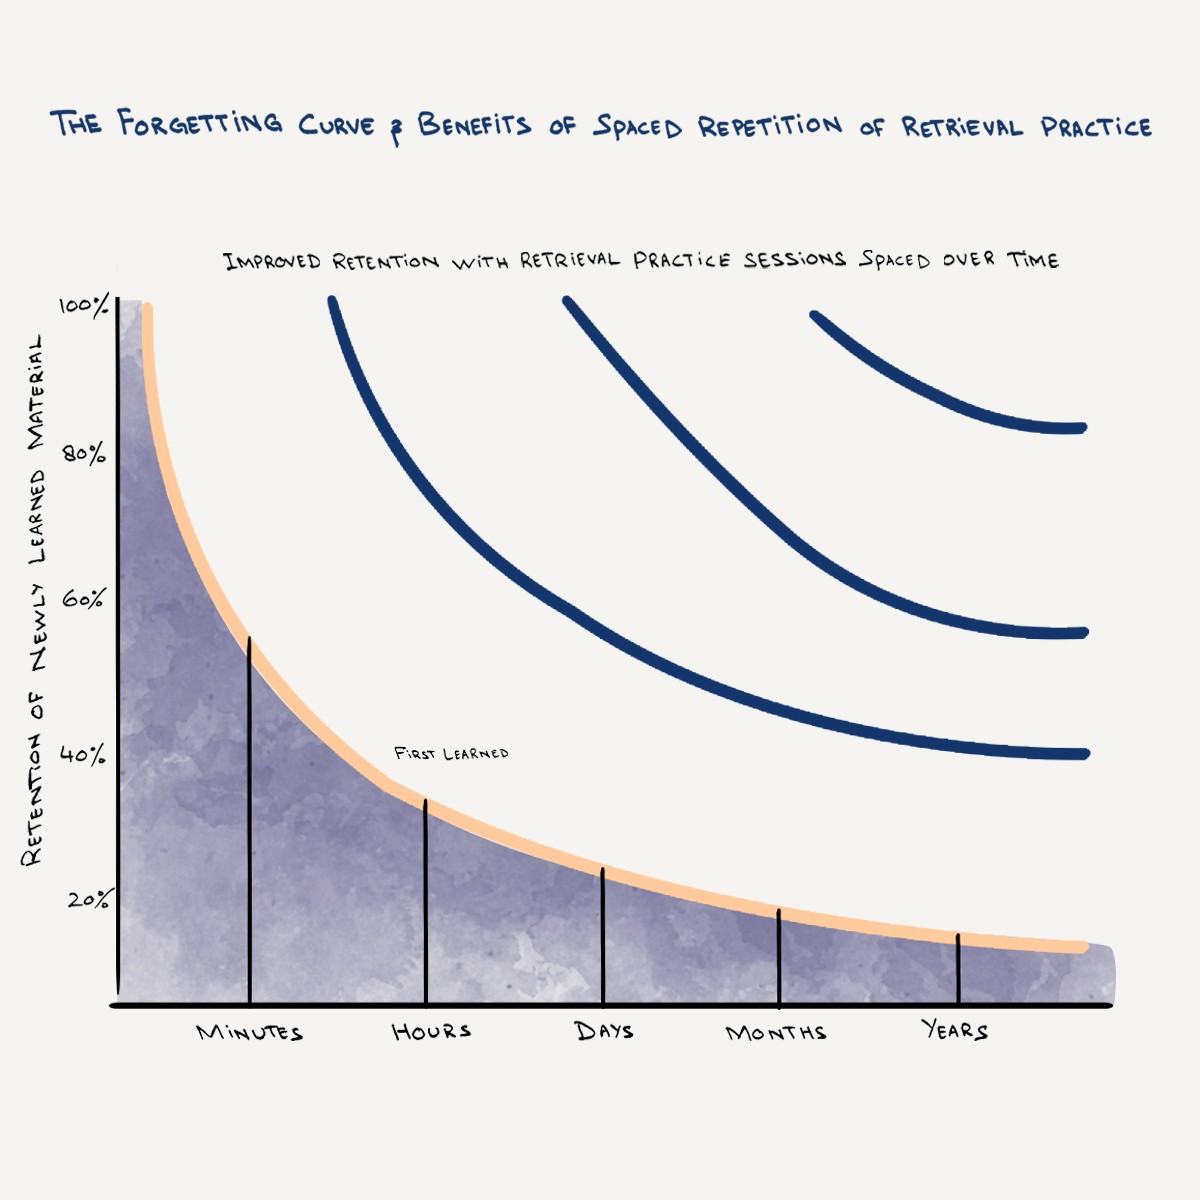 The Forgetting Curve & Benefits of Spaced Repetition of Retrieval Practice
Improved Retention with Retrieval Practice Sessions Spaced over Time
Retention of Newly Learned Material
100%
80%
60%
40%
20%
First Learned
Minutes
Hours
Days
Months
Years